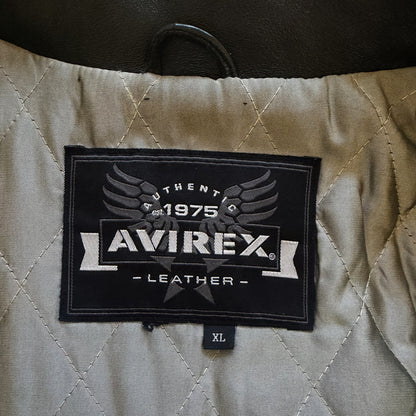 AUTHENTIC
est. 1975
AVIREX®
- LEATHER -
XL